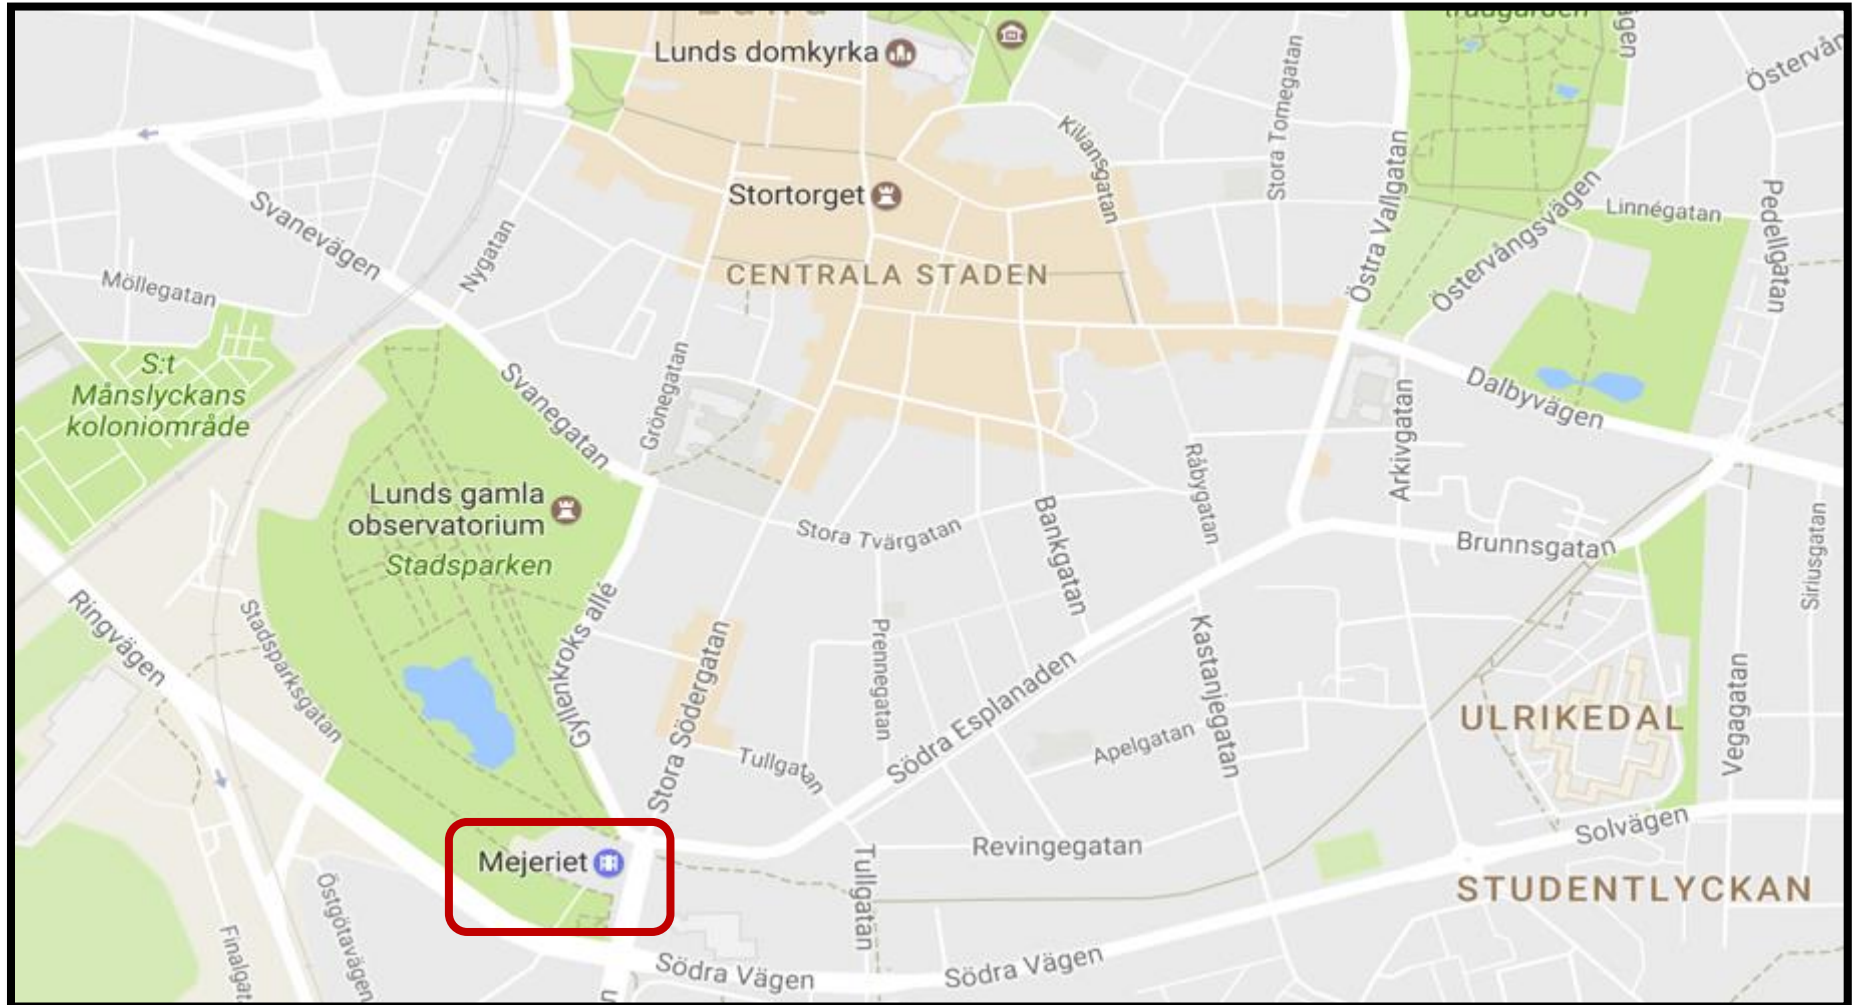 Lunds domkyrka
Östervån
Kiliansgatan
Stora Tomegatan
Stortorget
Östra Vallgatan
Östervångsvägen
Linnégatan
Pedellgatan
Svanevägen
Nygatan
CENTRALA STADEN
Möllegatan
S:t
Månslyckans
koloniområde
Svanegatan
Grönegatan
Dalbyvägen
Arkivgatan
Råbygatan
Lunds gamla
observatorium
Stadsparken
Stora Tvärgatan
Bankgatan
Brunnsgatan
Siriusgatan
Ringvägen
Stadsparksgatan
Gyllenkroks allé
Stora Södergatan
Prennegatan
Södra Esplanaden
Kastanjegatan
Vegagatan
ULRIKEDAL
Tullgatan
Apelgatan
Mejeriet
Revingegatan
Solvägen
Tullgatan
STUDENTLYCKAN
Östgötavägen
Finalgat
Södra Vägen
Södra Vägen